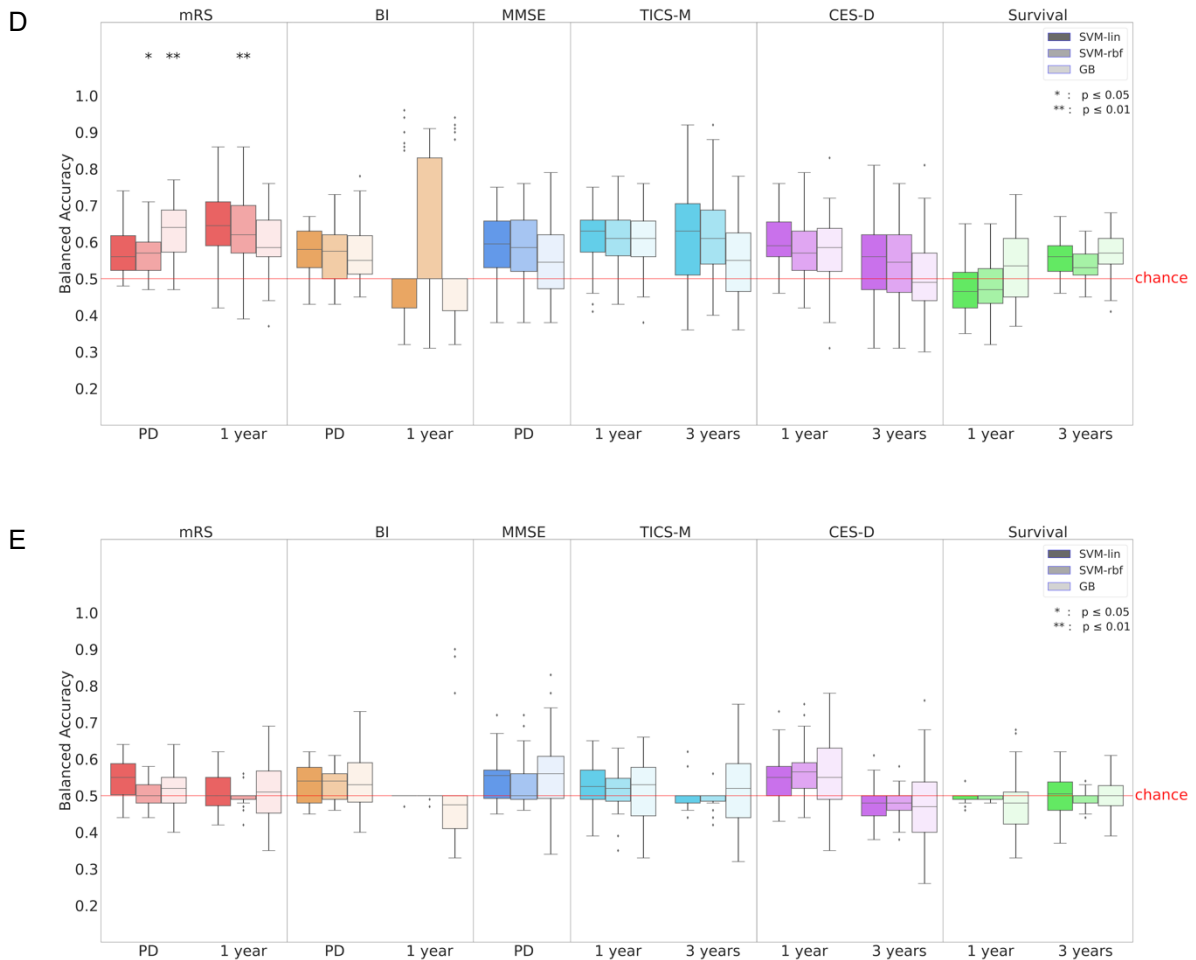 D
mRS BI MMSE TICS-M CES-D Survival
SVM-lin
SVM-rbf
GB
* ** **
* : p ≤ 0.05
** : p ≤ 0.01
Balanced Accuracy
1.0
0.9
0.8
0.7
0.6
0.5
0.4
0.3
0.2
chance
PD 1 year PD 1 year PD 1 year 3 years 1 year 3 years 1 year 3 years
E
mRS BI MMSE TICS-M CES-D Survival
SVM-lin
SVM-rbf
GB
* : p ≤ 0.05
** : p ≤ 0.01
Balanced Accuracy
1.0
0.9
0.8
0.7
0.6
0.5
0.4
0.3
0.2
chance
PD 1 year PD 1 year PD 1 year 3 years 1 year 3 years 1 year 3 years